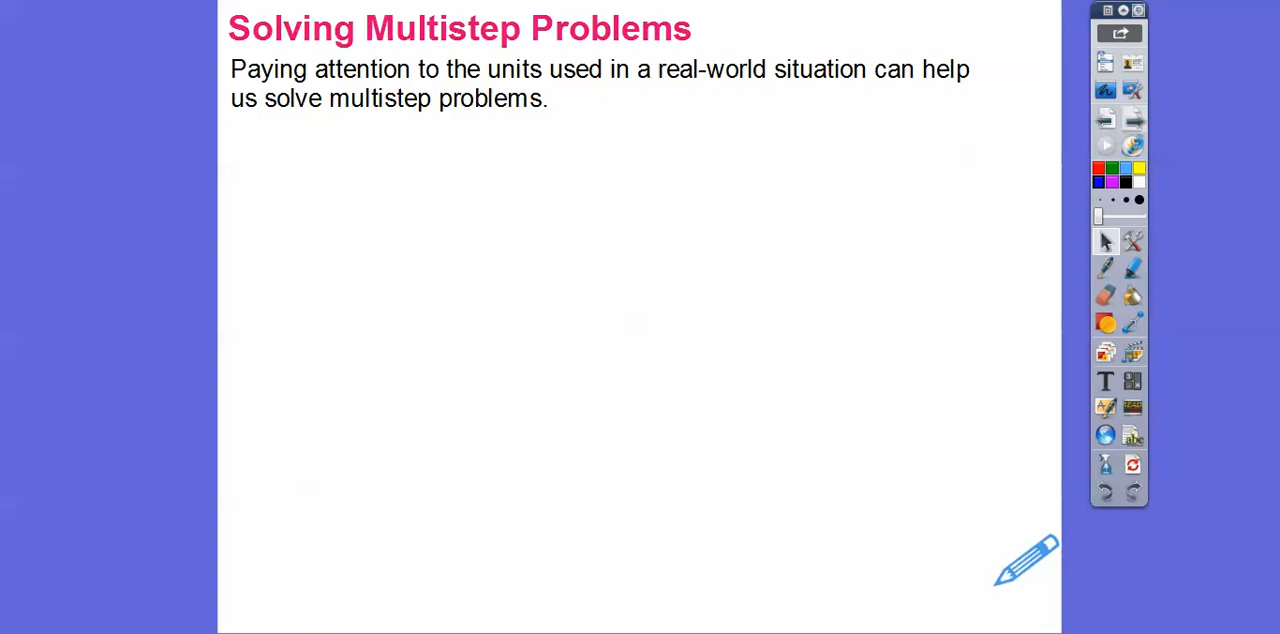 Solving Multistep Problems
Paying attention to the units used in a real-world situation can help
us solve multistep problems.